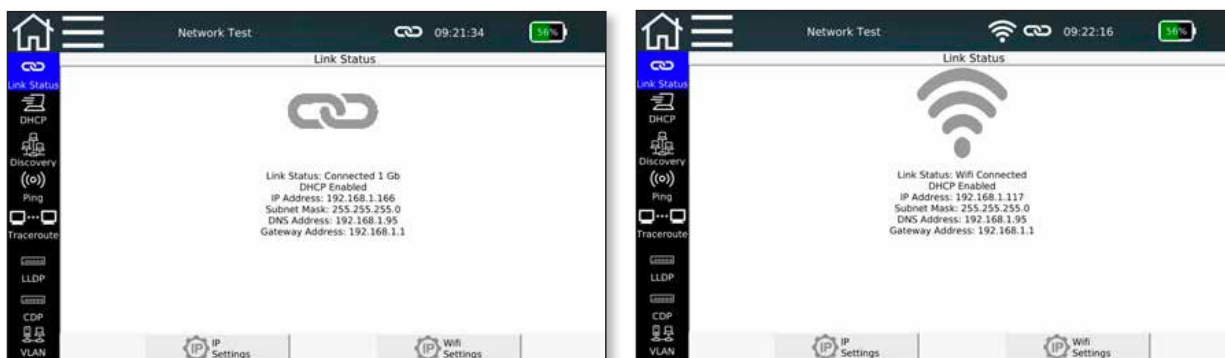 Network Test
09:21:34
56%
Link Status
Link Status
DHCP
Discovery
Ping
Traceroute
LLDP
CDP
VLAN
Link Status: Connected 1 Gb
DHCP Enabled
IP Address: 192.168.1.166
Subnet Mask: 255.255.255.0
DNS Address: 192.168.1.95
Gateway Address: 192.168.1.1
IP
IP
Settings
IP
Wifi
Settings
Network Test
09:22:16
56%
Link Status
Link Status
DHCP
Discovery
Ping
Traceroute
LLDP
CDP
VLAN
Link Status: Wifi Connected
DHCP Enabled
IP Address: 192.168.1.117
Subnet Mask: 255.255.255.0
DNS Address: 192.168.1.95
Gateway Address: 192.168.1.1
IP
IP
Settings
IP
Wifi
Settings